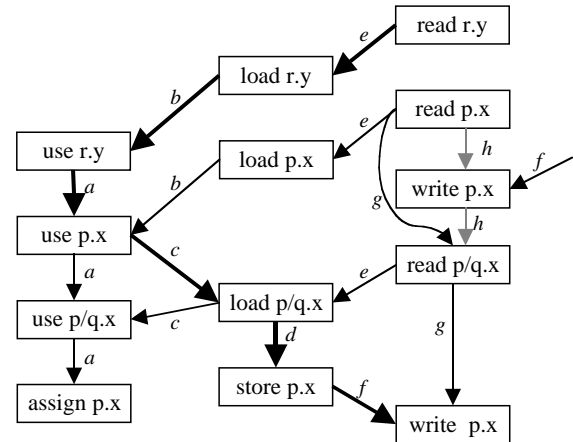 read r.y
e
load r.y
b
read p.x
e
use r.y
load p.x
h
f
a
b
write p.x
g
h
use p.x
c
read p/q.x
e
a
load p/q.x
use p/q.x
c
d
g
a
store p.x
f
assign p.x
write p.x